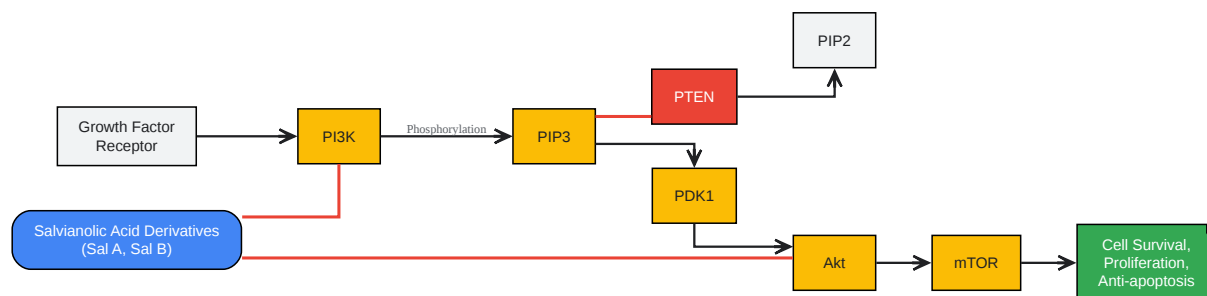 PIP2
PTEN
Growth Factor
Receptor
PI3K
Phosphorylation
PIP3
PDK1
Salvianolic Acid Derivatives
(Sal A, Sal B)
Akt
mTOR
Cell Survival,
Proliferation,
Anti-apoptosis